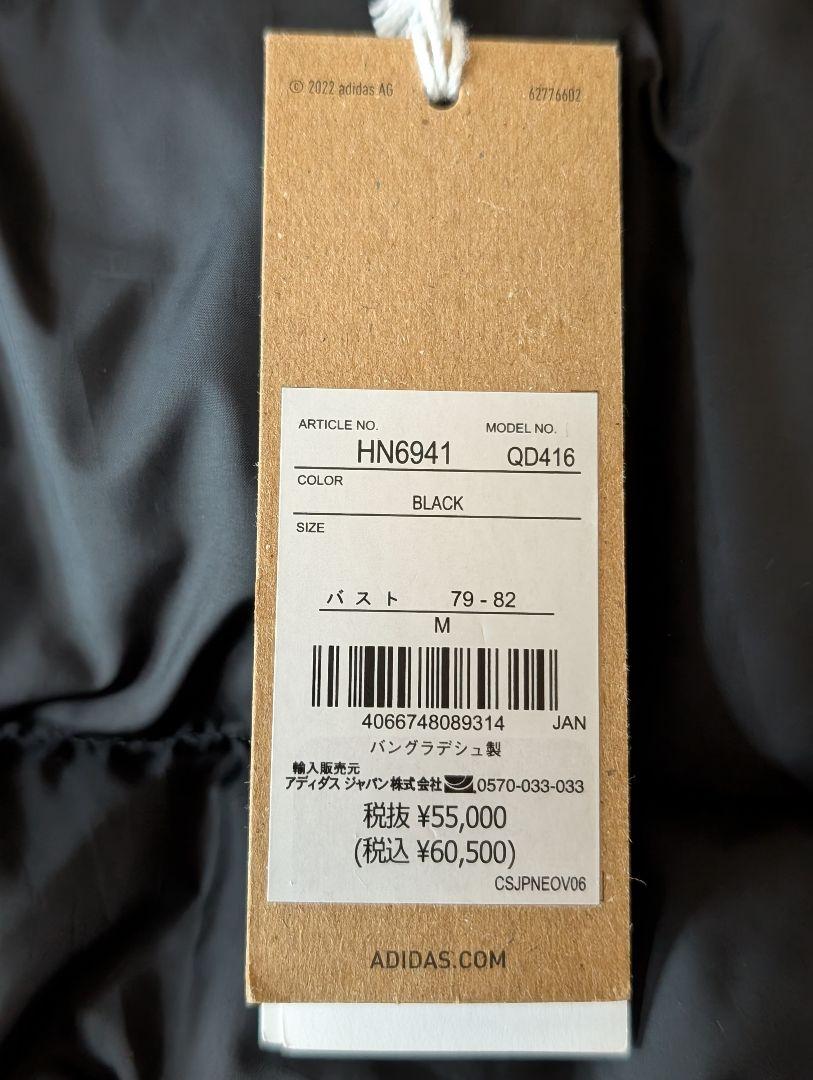 © 2022 adidas AG 62776602
ARTICLE NO. MODEL NO.
HN6941 QD416
COLOR
BLACK
SIZE
バスト 79 - 82
M
4066748089314 JAN
バングラデシュ製
輸入販売元
アディダス ジャパン株式会社 0570-033-033
税抜 ¥55,000
(税込 ¥60,500)
CSJPNEOV06
ADIDAS.COM